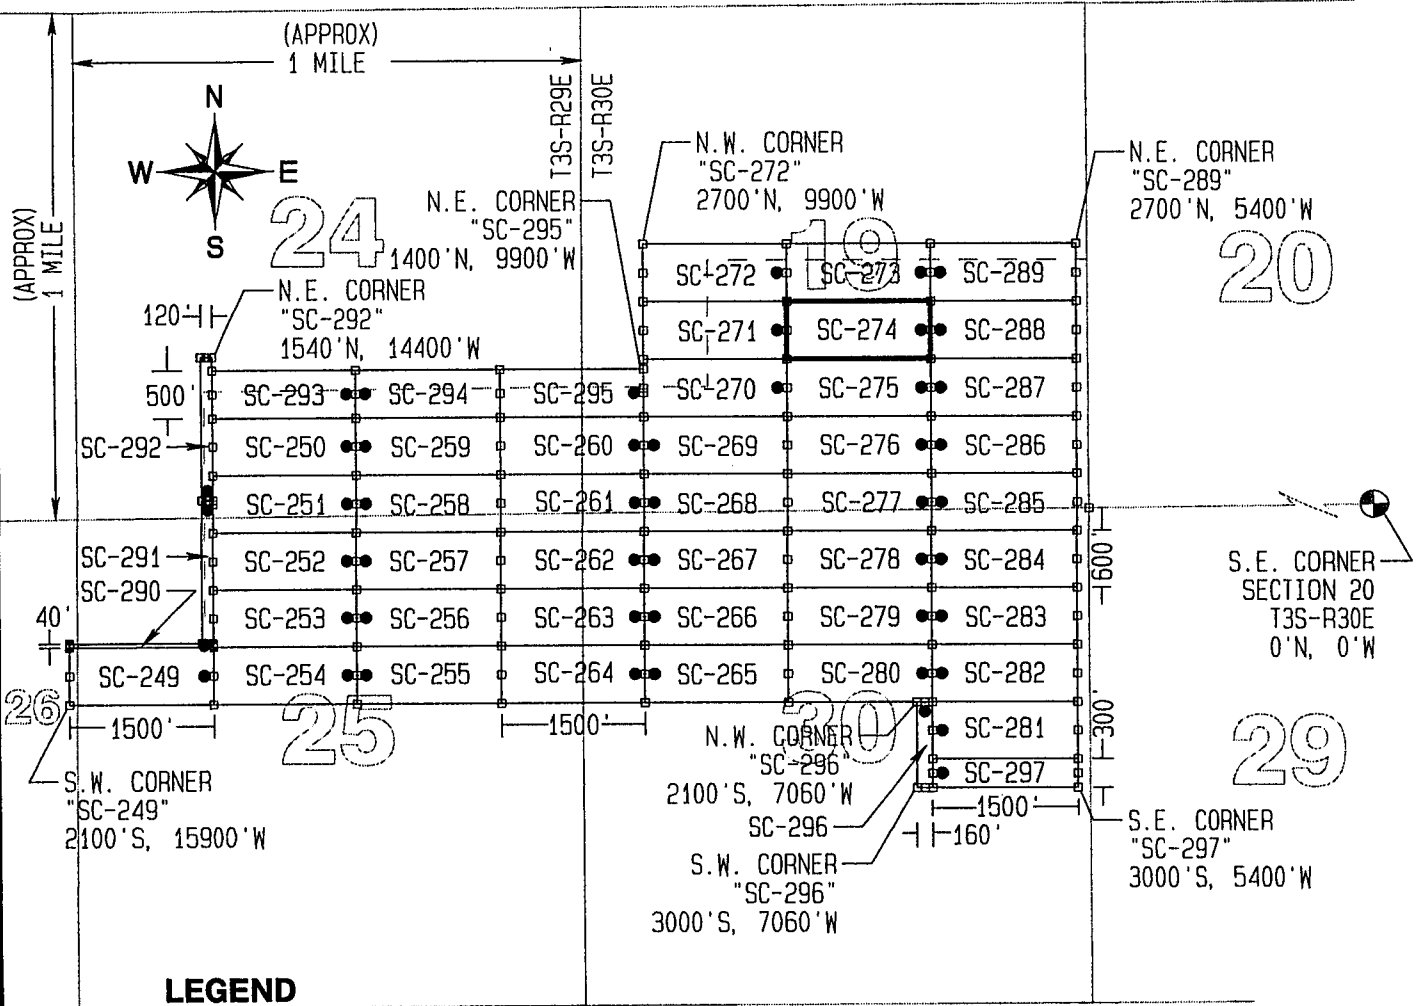 (APPROX)
1 MILE
(APPROX)
1 MILE
T3S-R29E
T3S-R30E
N
W
E
S
24
19
20
N.W. CORNER
"SC-272"
2700'N, 9900'W
N.E. CORNER
"SC-289"
2700'N, 5400'W
N.E. CORNER
"SC-295"
1400'N, 9900'W
N.E. CORNER
"SC-292"
1540'N, 14400'W
120'
500'
SC-272 SC-273 SC-289
SC-271 SC-274 SC-288
SC-293 SC-294 SC-295 SC-270 SC-275 SC-287
SC-292 SC-250 SC-259 SC-260 SC-269 SC-276 SC-286
SC-251 SC-258 SC-261 SC-268 SC-277 SC-285
SC-291 SC-252 SC-257 SC-262 SC-267 SC-278 SC-284
600'
SC-290
40'
SC-253 SC-256 SC-263 SC-266 SC-279 SC-283
SC-249 SC-254 SC-255 SC-264 SC-265 SC-280 SC-282
S.E. CORNER
SECTION 20
T3S-R30E
0'N, 0'W
26
25
30
29
1500'
1500'
SC-281
300'
SC-297
1500'
160'
N.W. CORNER
"SC-296"
2100'S, 7060'W
SC-296
S.W. CORNER
"SC-296"
3000'S, 7060'W
S.W. CORNER
"SC-249"
2100'S, 15900'W
S.E. CORNER
"SC-297"
3000'S, 5400'W
LEGEND